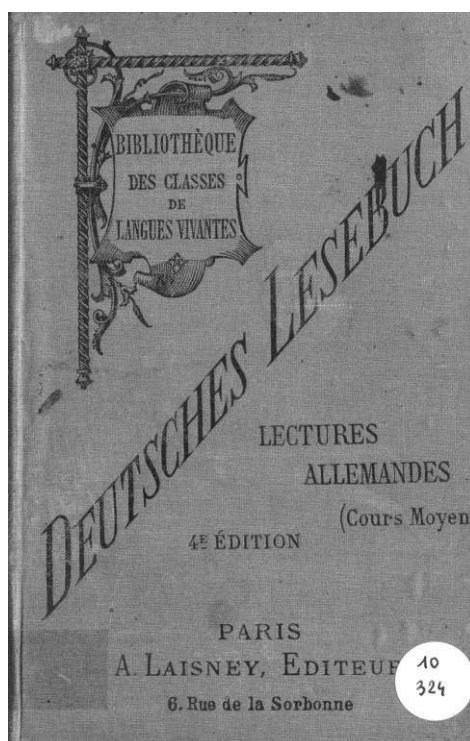 BIBLIOTHÈQUE
DES CLASSES
DE
LANGUES VIVANTES
DEUTSCHES LESEBUCH
LECTURES
ALLEMANDES
(Cours Moyen
4E ÉDITION
PARIS
A. LAISNEY, EDITEUR
6. Rue de la Sorbonne
10
324